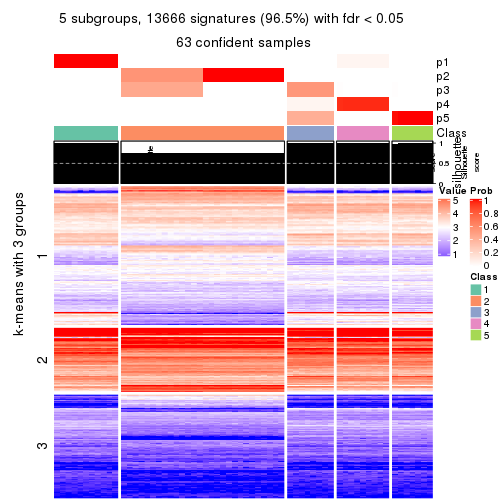 5 subgroups, 13666 signatures (96.5%) with fdr < 0.05
63 confident samples
p1
p2
p3
p4
p5
Class
1
0.5
0
silhouette
Silhouette
score
k-means with 3 groups
1
2
3
Value
5
4
3
2
1
Prob
1
0.8
0.6
0.4
0.2
0
Class
1
2
3
4
5